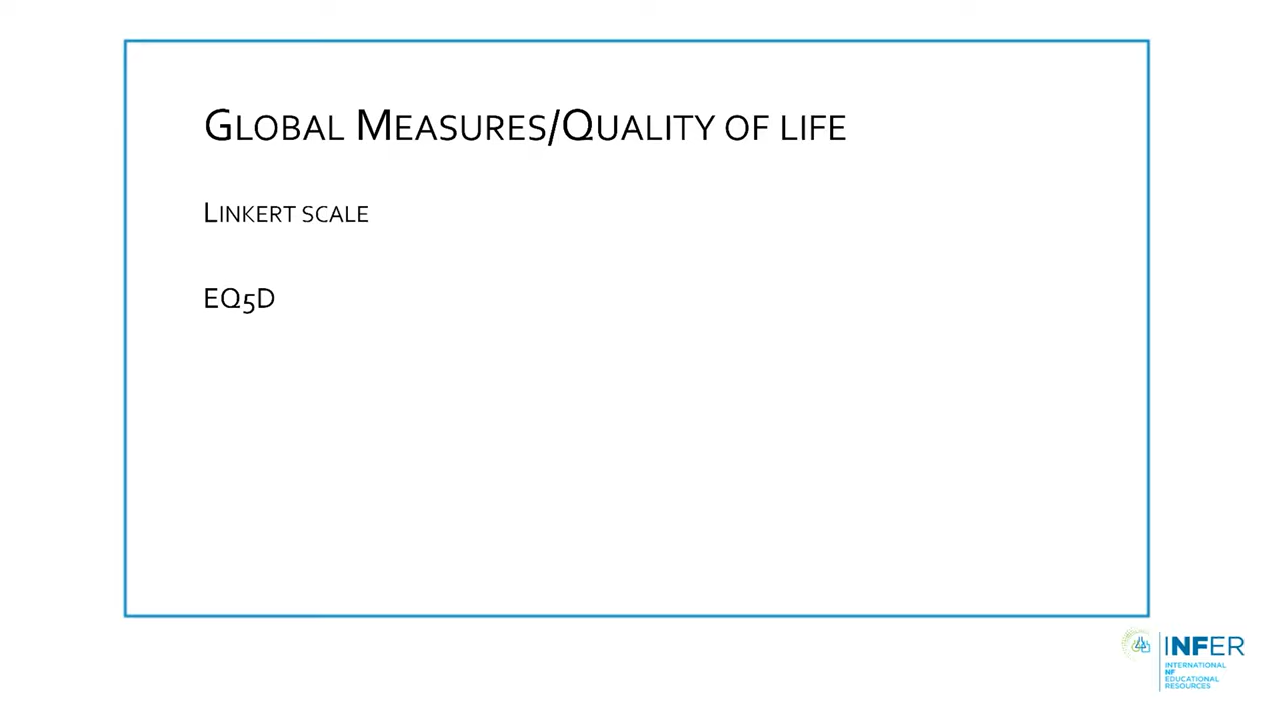 Global Measures/Quality of life
Linkert scale
EQ5D
INFER
INTERNATIONAL
NF
EDUCATIONAL
RESOURCES